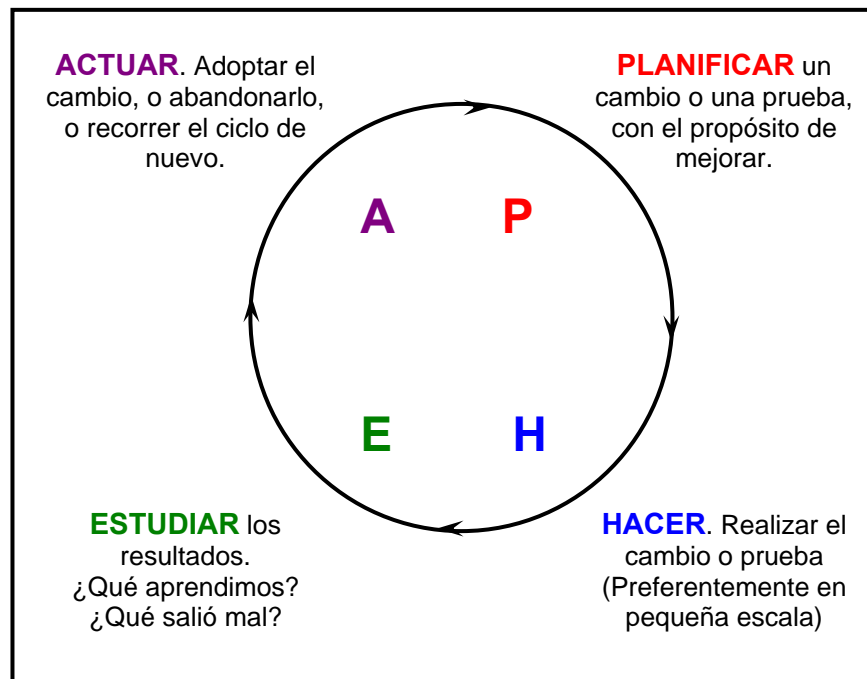 ACTUAR. Adoptar el
cambio, o abandonarlo,
o recorrer el ciclo de
nuevo.
PLANIFICAR un
cambio o una prueba,
con el propósito de
mejorar.
A
P
E
H
ESTUDIAR los
resultados.
¿Qué aprendimos?
¿Qué salió mal?
HACER. Realizar el
cambio o prueba
(Preferentemente en
pequeña escala)